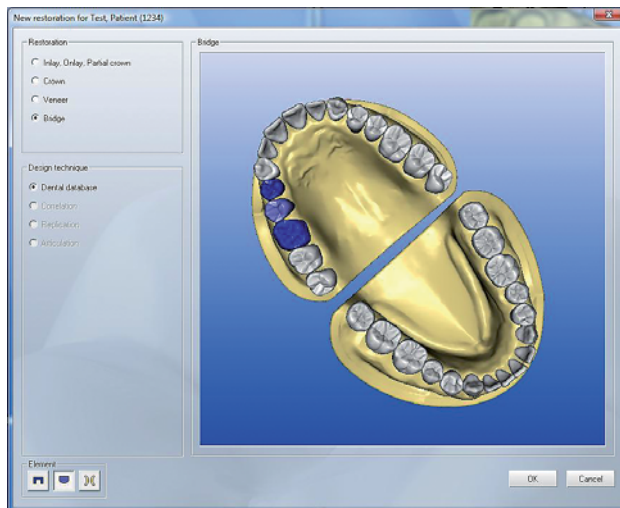 New restoration for Test, Patient (1234)
Restoration
Inlay, Onlay, Partial crown
Crown
Veneer
Bridge
Design technique
Dental database
Correlation
Replication
Articulation
Element
Bridge
OK
Cancel